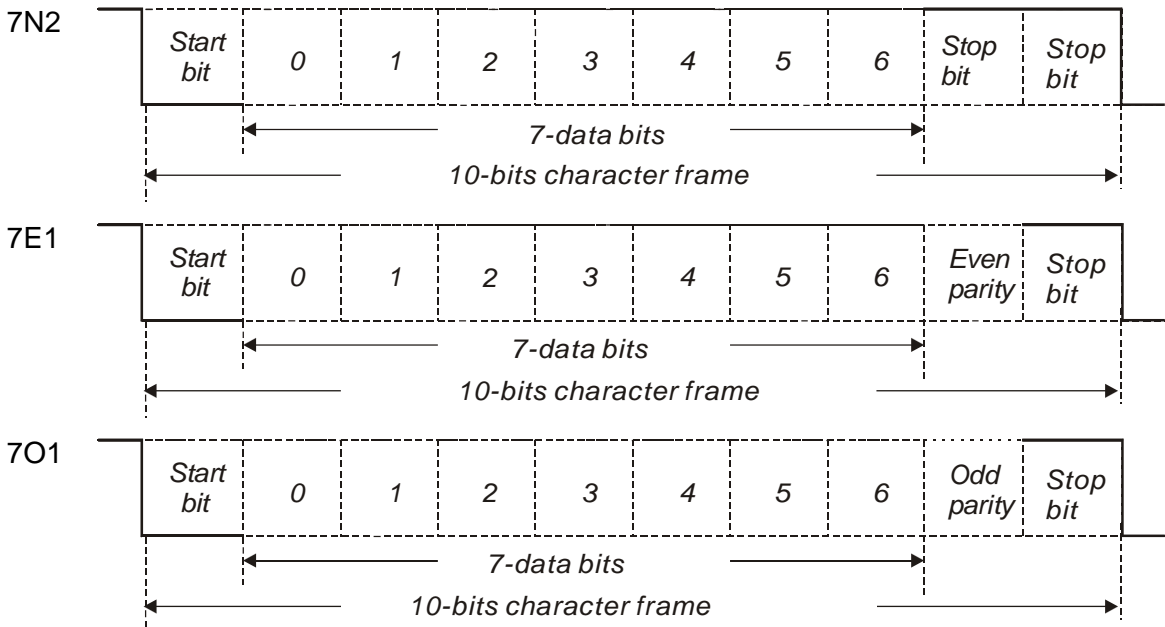 7N2
Start bit 0 1 2 3 4 5 6 Stop bit Stop bit
7-data bits
10-bits character frame
7E1
Start bit 0 1 2 3 4 5 6 Even parity Stop bit
7-data bits
10-bits character frame
7O1
Start bit 0 1 2 3 4 5 6 Odd parity Stop bit
7-data bits
10-bits character frame